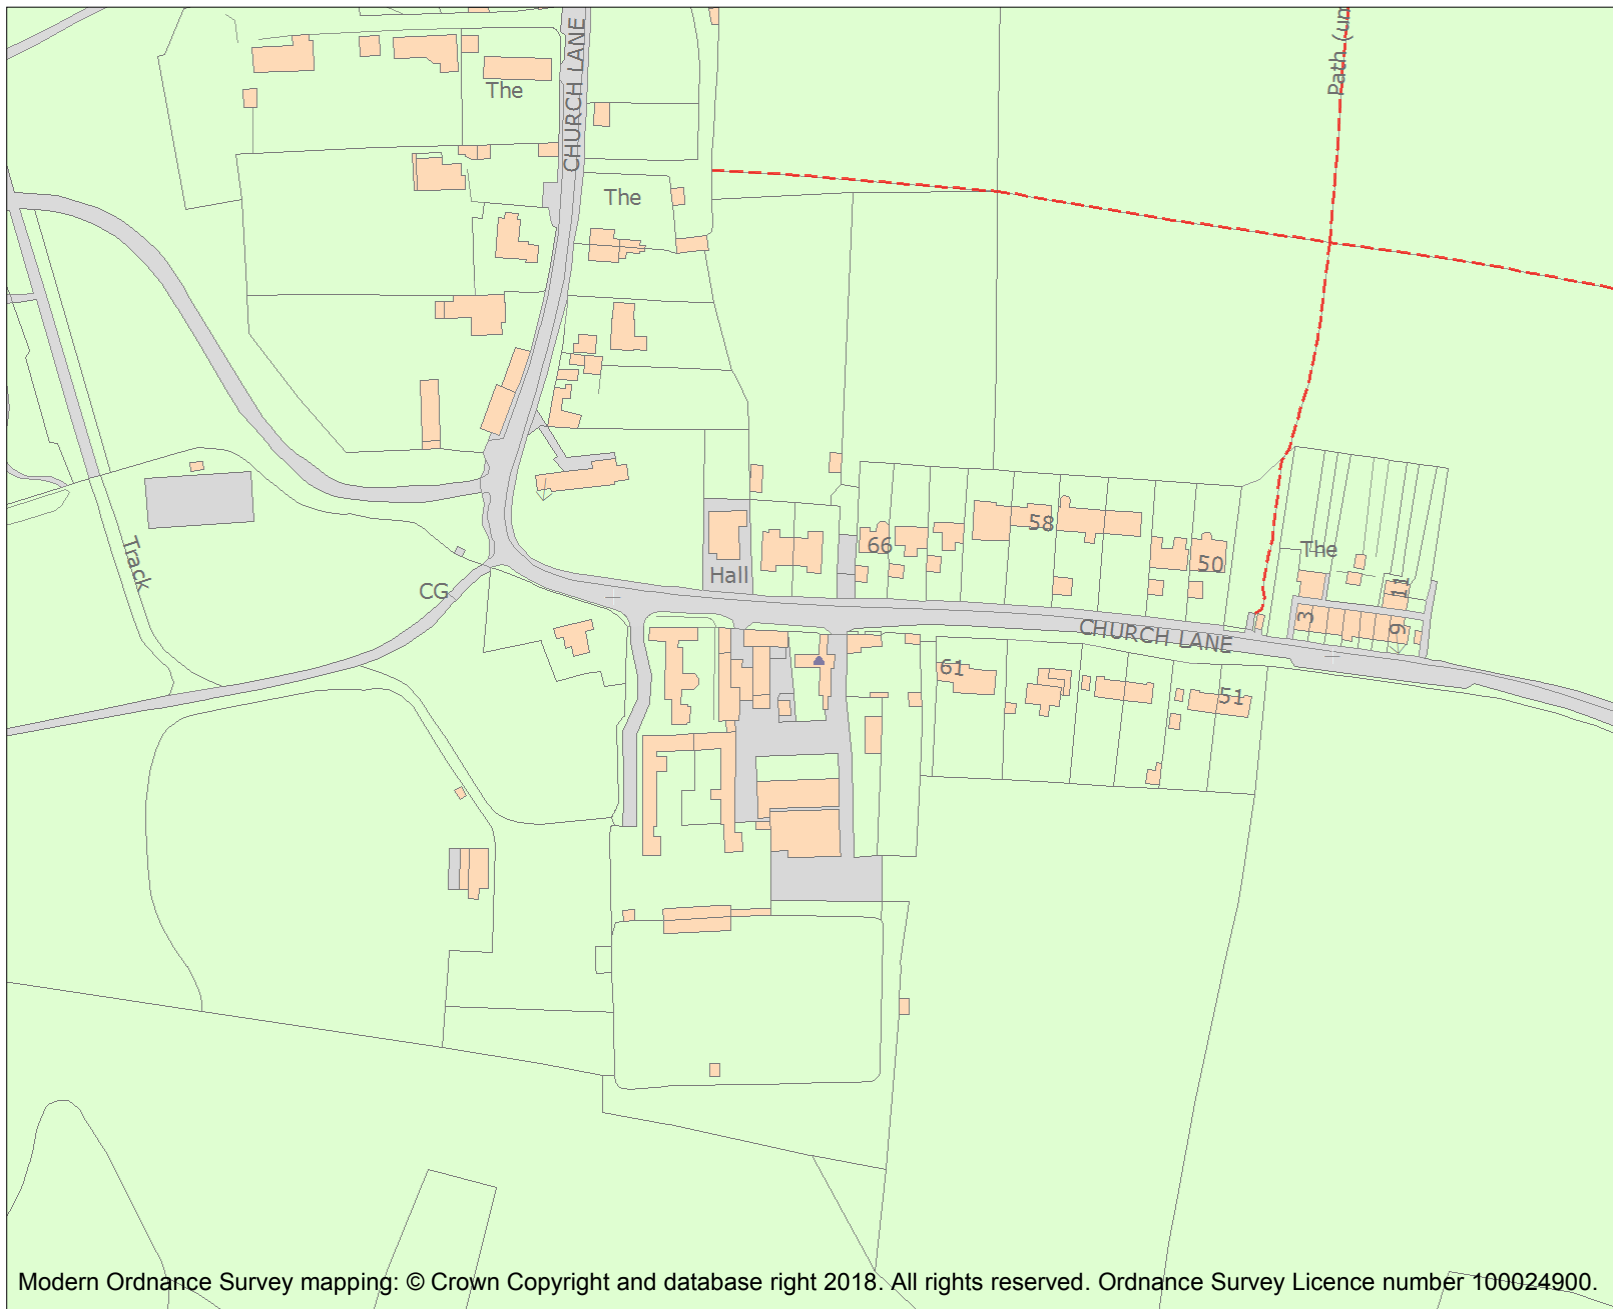 CHURCH LANE
Path (um
The
The
Track
CG
Hall
66
58
50
The
11
3
9
CHURCH LANE
61
51
Modern Ordnance Survey mapping: © Crown Copyright and database right 2018. All rights reserved. Ordnance Survey Licence number 100024900.